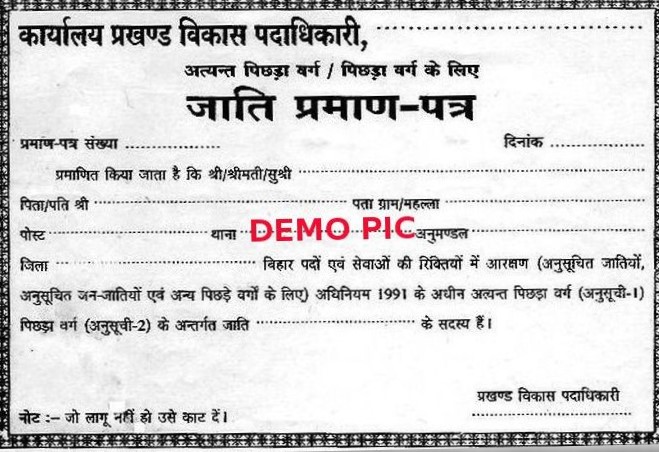 कार्यालय प्रखण्ड विकास पदाधिकारी, ..............................
अत्यन्त पिछड़ा वर्ग / पिछड़ा वर्ग के लिए
जाति प्रमाण-पत्र
प्रमाण-पत्र संख्या .................... दिनांक ....................
प्रमाणित किया जाता है कि श्री/श्रीमती/सुश्री ..............................
पिता/पति श्री .............................. पता ग्राम/महल्ला ..............................
पोस्ट .............................. थाना DEMO PIC अनुमण्डल ..............................
जिला .............................. बिहार पदों एवं सेवाओं की रिक्तियों में आरक्षण (अनुसूचित जातियों,
अनुसूचित जन-जातियों एवं अन्य पिछड़े वर्गों के लिए) अधिनियम 1991 के अधीन अत्यन्त पिछड़ा वर्ग (अनुसूची-1)
पिछड़ा वर्ग (अनुसूची-2) के अन्तर्गत जाति .............................. के सदस्य हैं।
प्रखण्ड विकास पदाधिकारी
..............................
नोट :- जो लागू नहीं हो उसे काट दें।